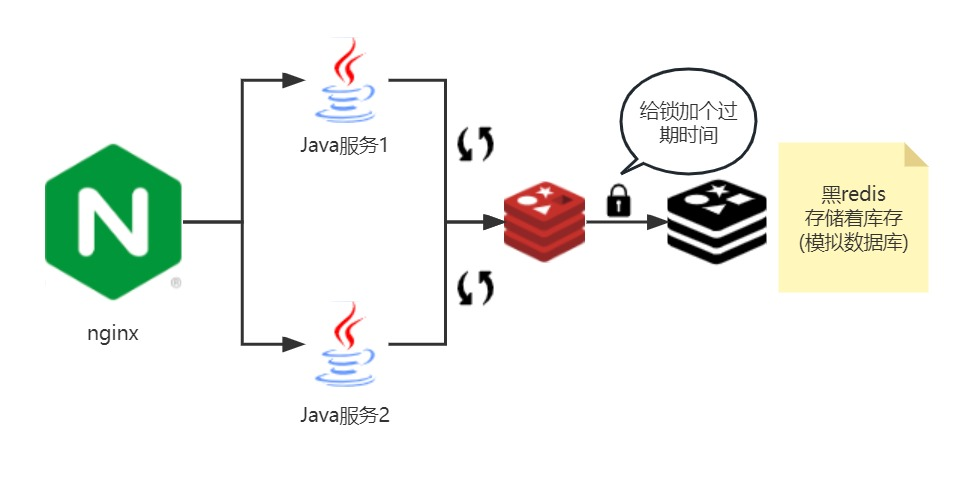 Java服务1
给锁加个过
期时间
黑redis
存储着库存
(模拟数据库)
N
®
nginx
Java服务2